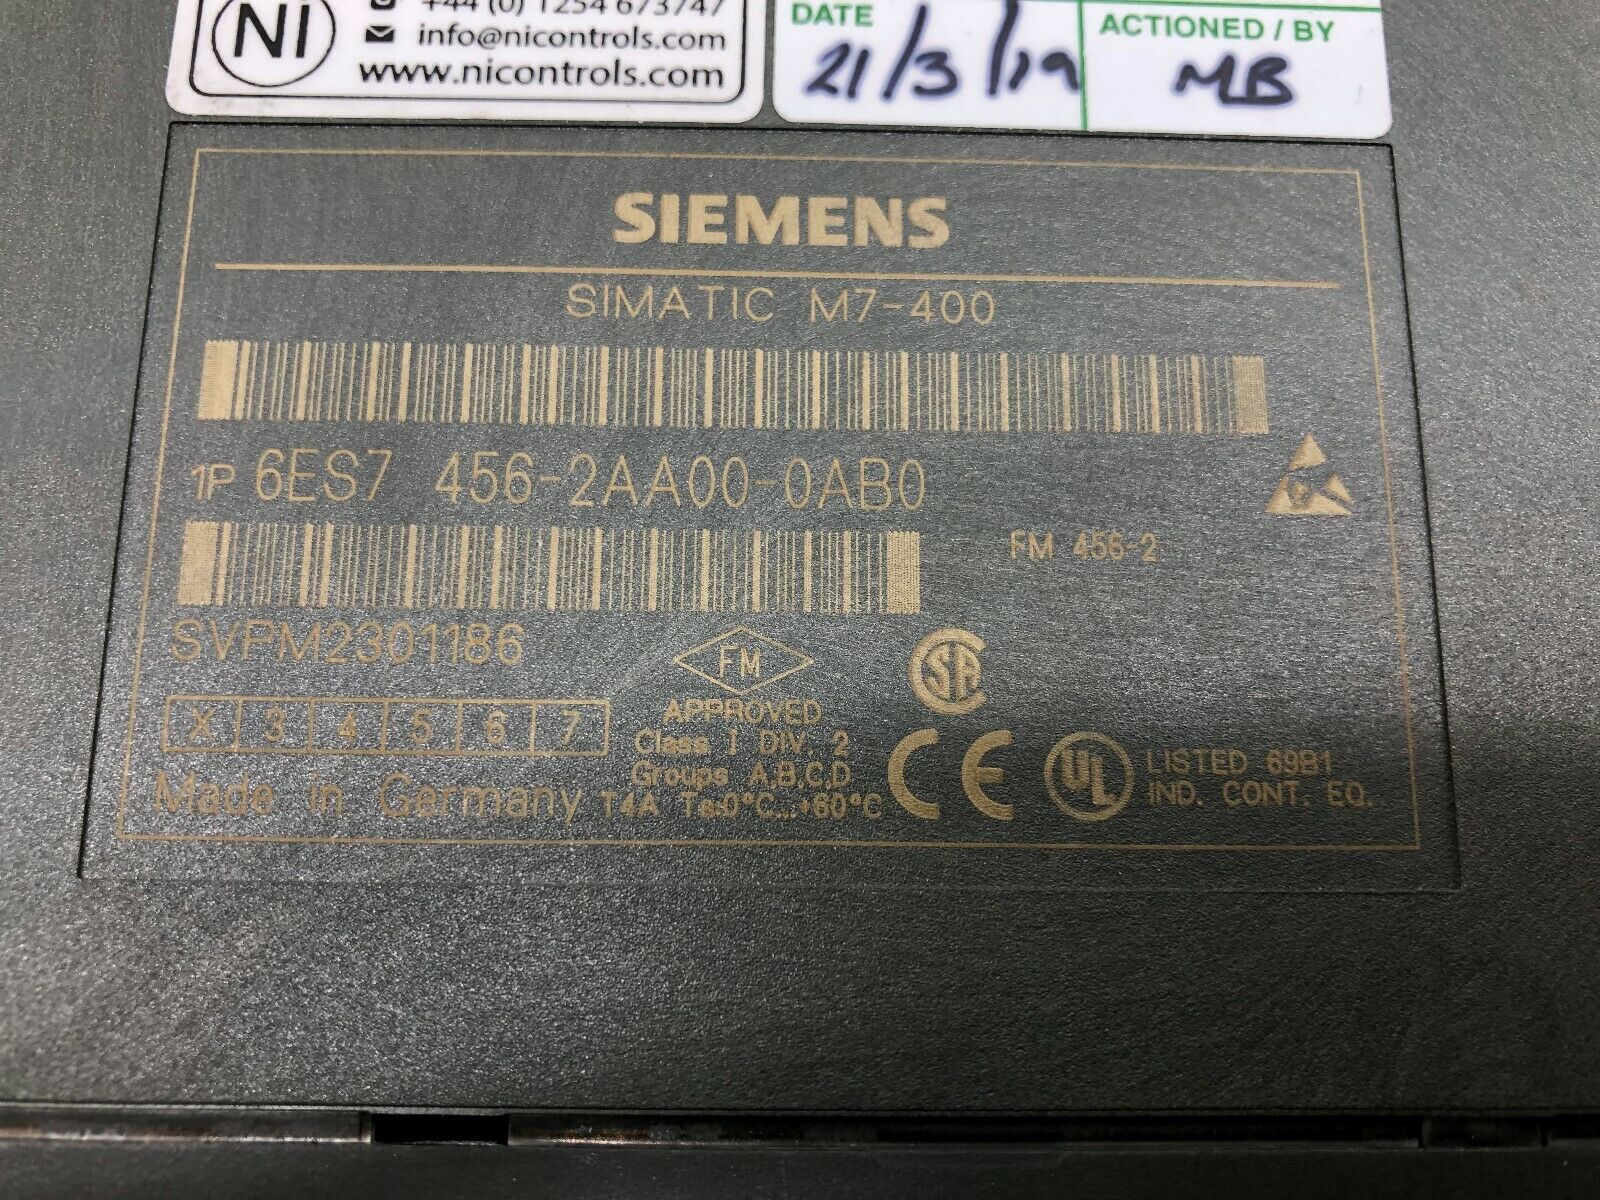 NI
+44 (0) 1254 673747
info@nicontrols.com
www.nicontrols.com
DATE
21/3/19
ACTIONED / BY
MB
SIEMENS
SIMATIC M7-400
1P 6ES7 456-2AA00-0AB0
FM 456-2
SVPM2301186
X 3 4 5 6 7
Made in Germany
FM
APPROVED
Class I DIV. 2
Groups A,B,C,D
T4A Ta:0°C...+60°C
SA
CE
UL
LISTED 69B1
IND. CONT. EQ.